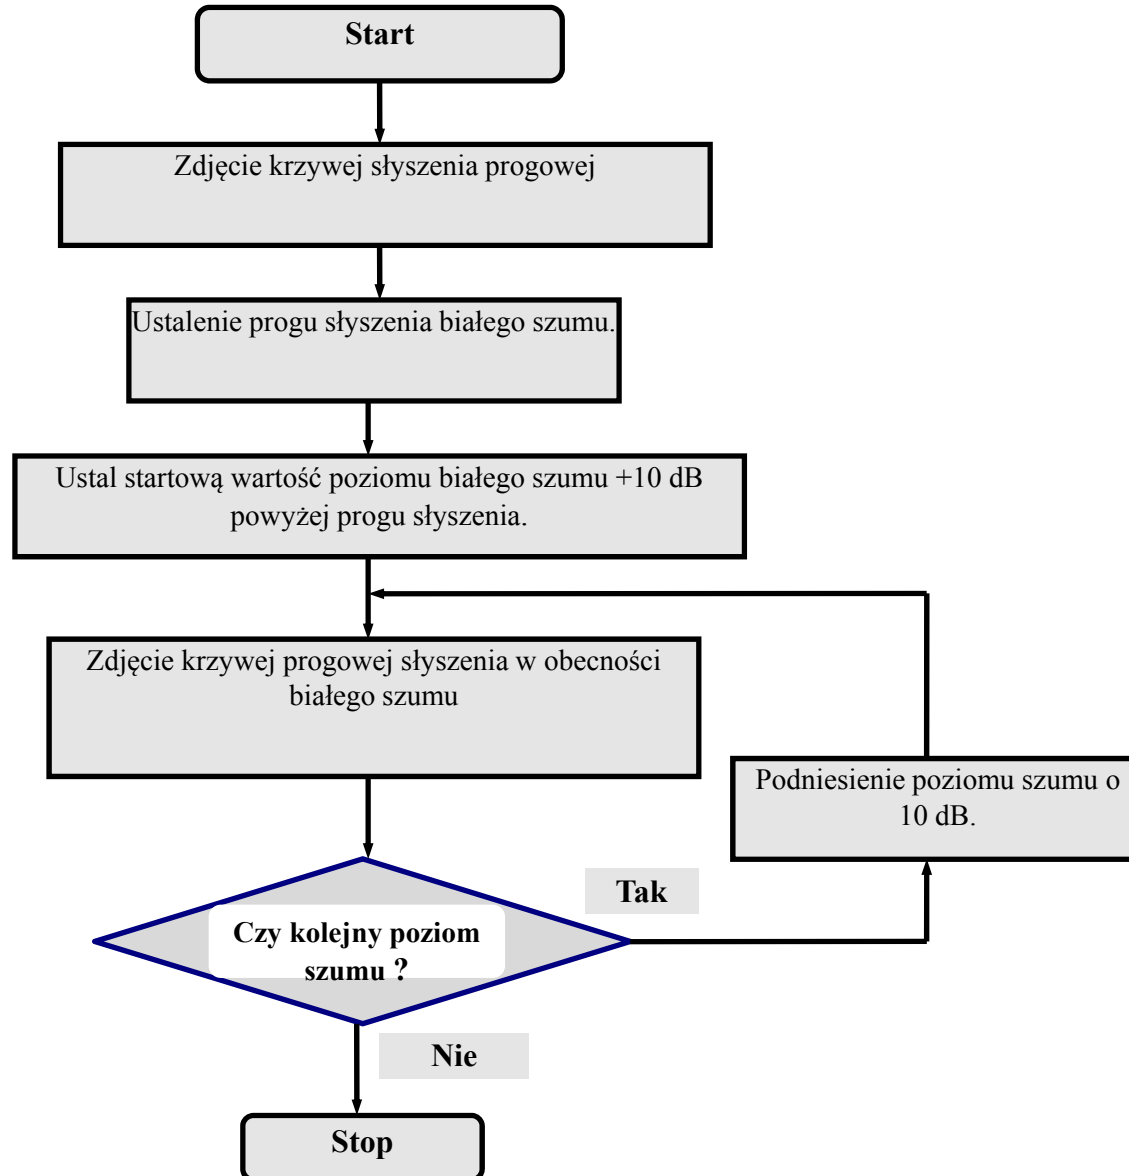 Start
Zdjęcie krzywej słyszenia progowej
Ustalenie progu słyszenia białego szumu.
Ustal startową wartość poziomu białego szumu +10 dB
powyżej progu słyszenia.
Zdjęcie krzywej progowej słyszenia w obecności
białego szumu
Podniesienie poziomu szumu o
10 dB.
Tak
Czy kolejny poziom
szumu ?
Nie
Stop